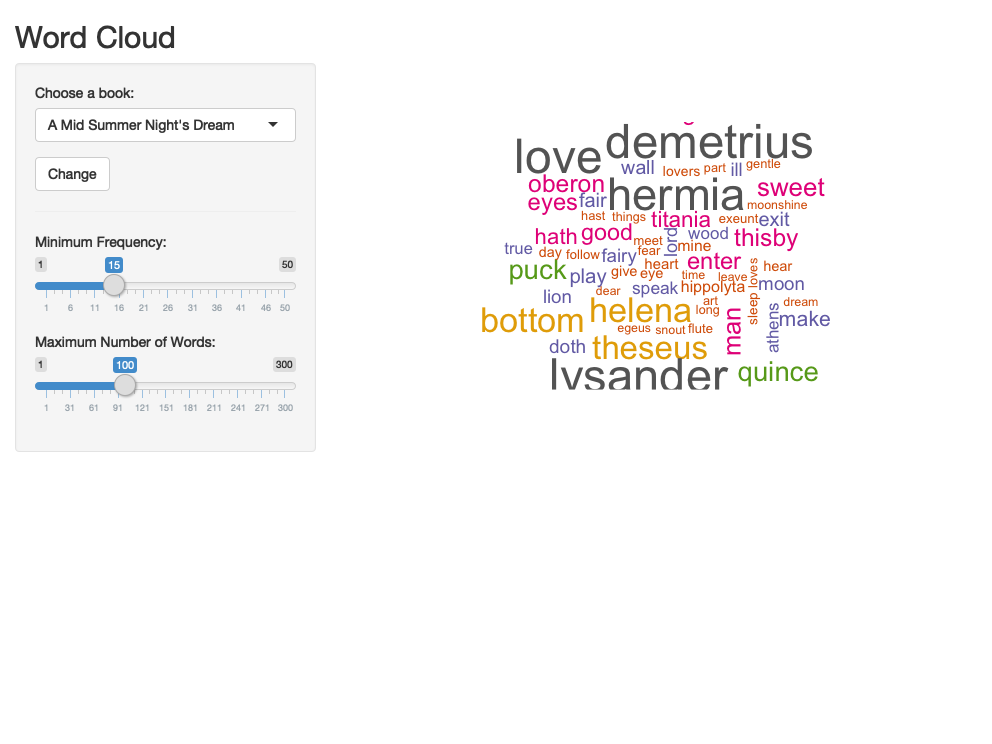 Word Cloud
Choose a book:
A Mid Summer Night's Dream
Change
Minimum Frequency:
1 15 50
1 6 11 16 21 26 31 36 41 46 50
Maximum Number of Words:
1 100 300
1 31 61 91 121 151 181 211 241 271 300
demetrius
love
wall lovers part ill gentle
oberon hermia sweet
eyes fair moonshine
hast things titania exeunt exit
hath good meet lord wood thisby
true day follow fairy fear mine
puck play give eye heart enter hear
time leave loves
lion dear speak hippolyta moon
bottom helena art long sleep dream
athens make
egeus snout flute man
doth theseus
lysander quince